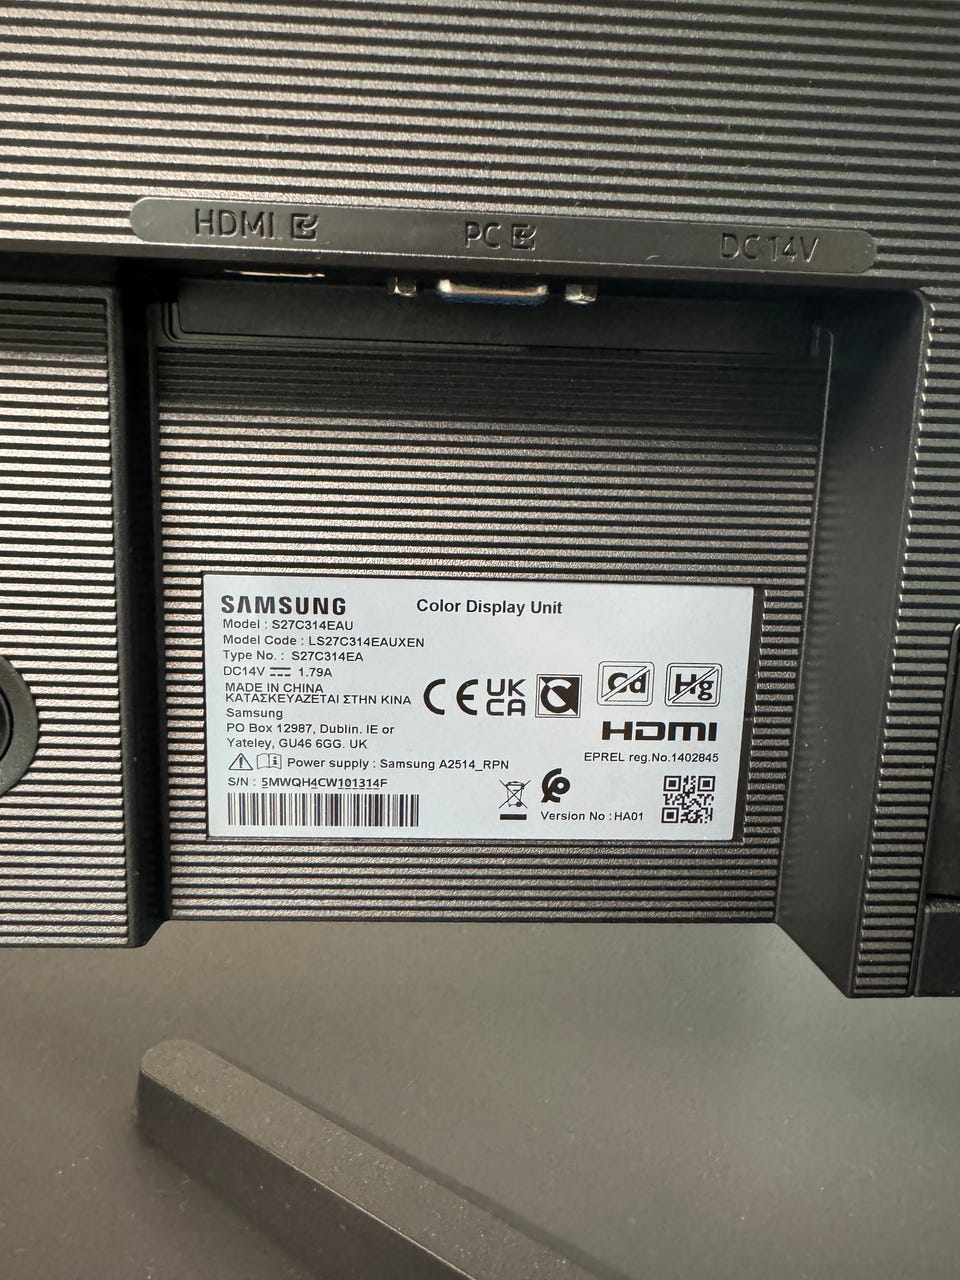 HDMI
PC
DC 14V
SAMSUNG
Color Display Unit
Model : S27C314EAU
Model Code : LS27C314EAUXEN
Type No. : S27C314EA
DC14V 1.79A
MADE IN CHINA
ΚΑΤΑΣΚΕΥΑΖΕΤΑΙ ΣΤΗΝ ΚΙΝΑ
Samsung
PO Box 12987, Dublin. IE or
Yateley, GU46 6GG. UK
Power supply : Samsung A2514_RPN
S/N : 5MWQH4CW101314F
CE
UK
CA
Cd
Hg
HDMI
EPREL reg.No.1402845
Version No : HA01